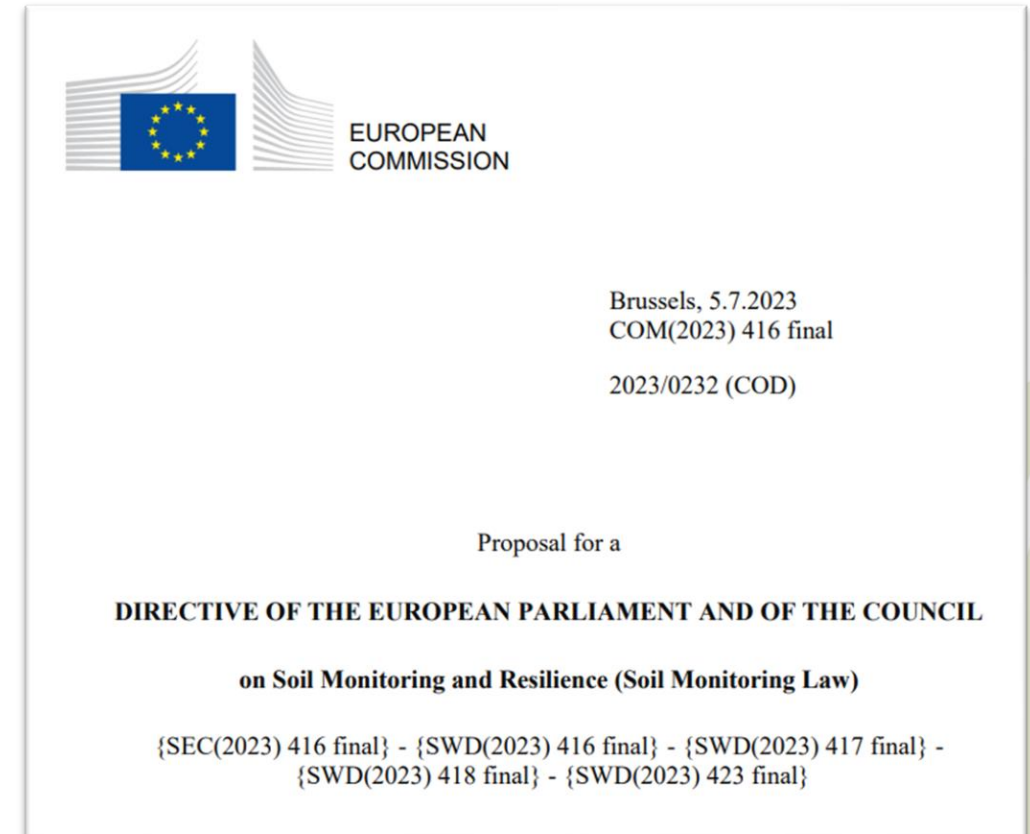 EUROPEAN
COMMISSION
Brussels, 5.7.2023
COM(2023) 416 final
2023/0232 (COD)
Proposal for a
DIRECTIVE OF THE EUROPEAN PARLIAMENT AND OF THE COUNCIL
on Soil Monitoring and Resilience (Soil Monitoring Law)
{SEC(2023) 416 final} - {SWD(2023) 416 final} - {SWD(2023) 417 final} -
{SWD(2023) 418 final} - {SWD(2023) 423 final}